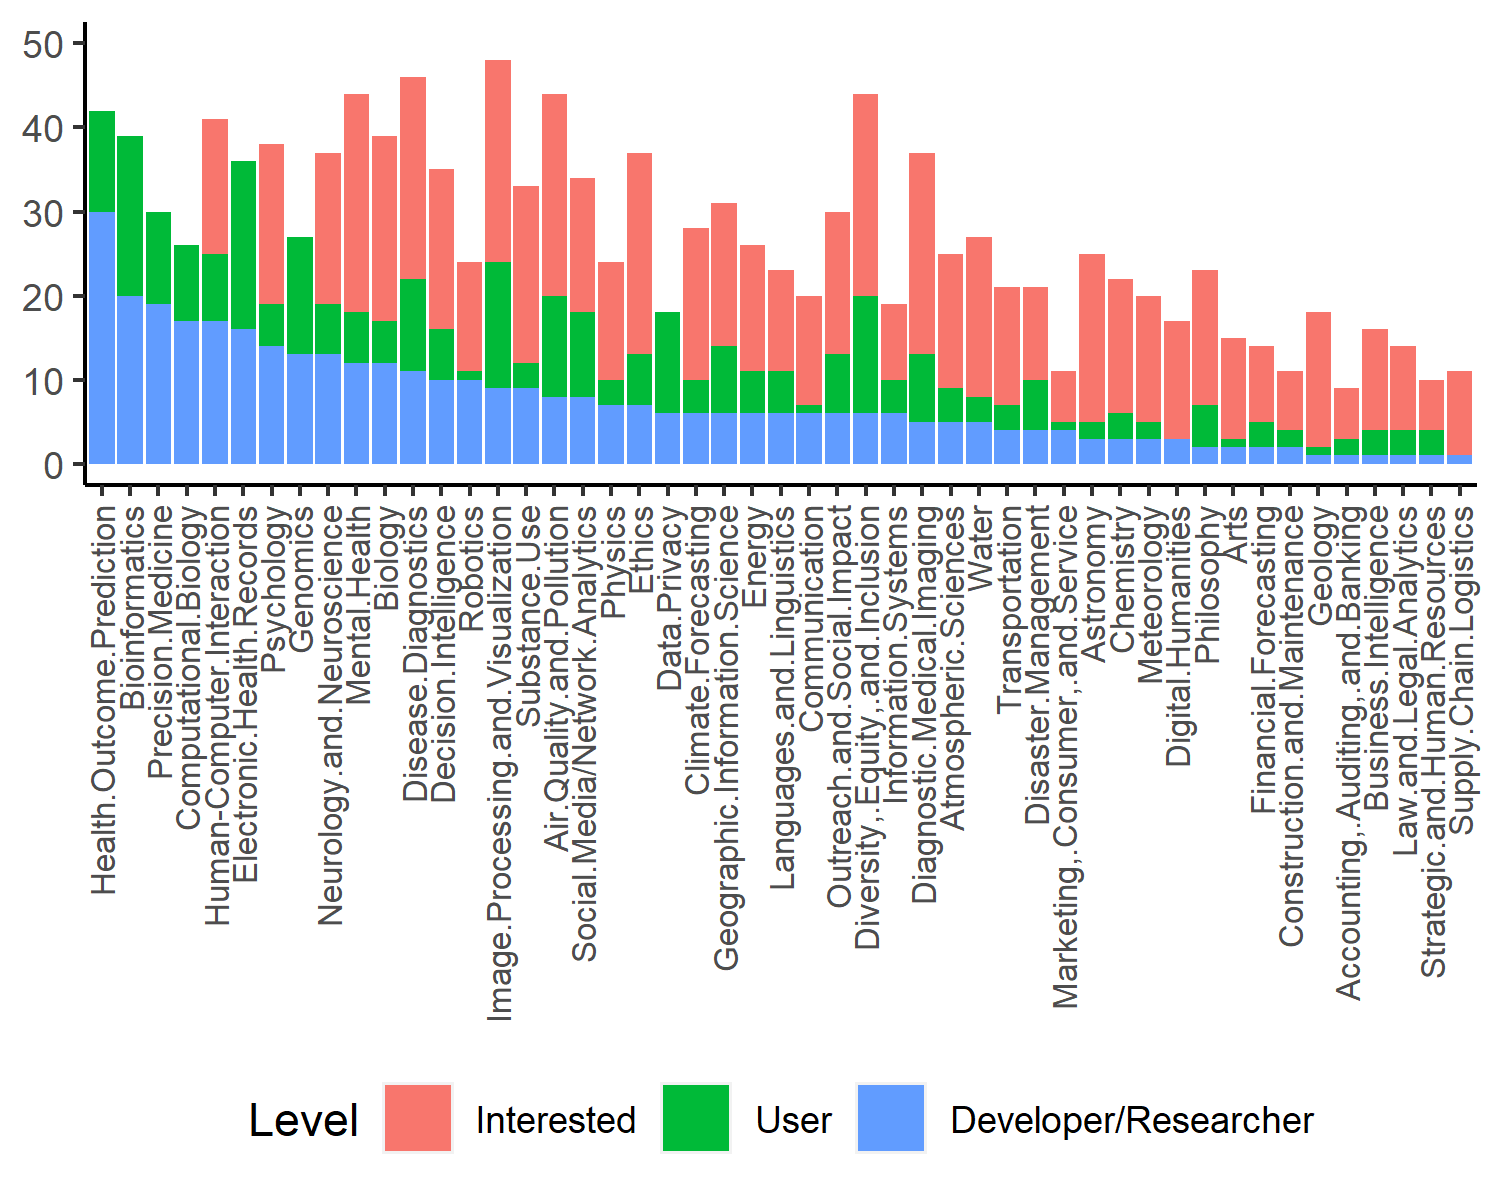 50
40
30
20
10
0
Health.Outcome.Prediction
Bioinformatics
Precision.Medicine
Computational.Biology
Human-Computer.Interaction
Electronic.Health.Records
Psychology
Genomics
Neurology.and.Neuroscience
Mental.Health
Biology
Disease.Diagnostics
Decision.Intelligence
Robotics
Image.Processing.and.Visualization
Substance.Use
Air.Quality.and.Pollution
Social.Media/Network.Analytics
Physics
Ethics
Data.Privacy
Climate.Forecasting
Geographic.Information.Science
Energy
Languages.and.Linguistics
Communication
Outreach.and.Social.Impact
Diversity,.Equity,.and.Inclusion
Information.Systems
Diagnostic.Medical.Imaging
Atmospheric.Sciences
Water
Transportation
Disaster.Management
Marketing,.Consumer,.and.Service
Astronomy
Chemistry
Meteorology
Digital.Humanities
Philosophy
Arts
Financial.Forecasting
Construction.and.Maintenance
Geology
Accounting,.Auditing,.and.Banking
Business.Intelligence
Law.and.Legal.Analytics
Strategic.and.Human.Resources
Supply.Chain.Logistics
Level Interested User Developer/Researcher